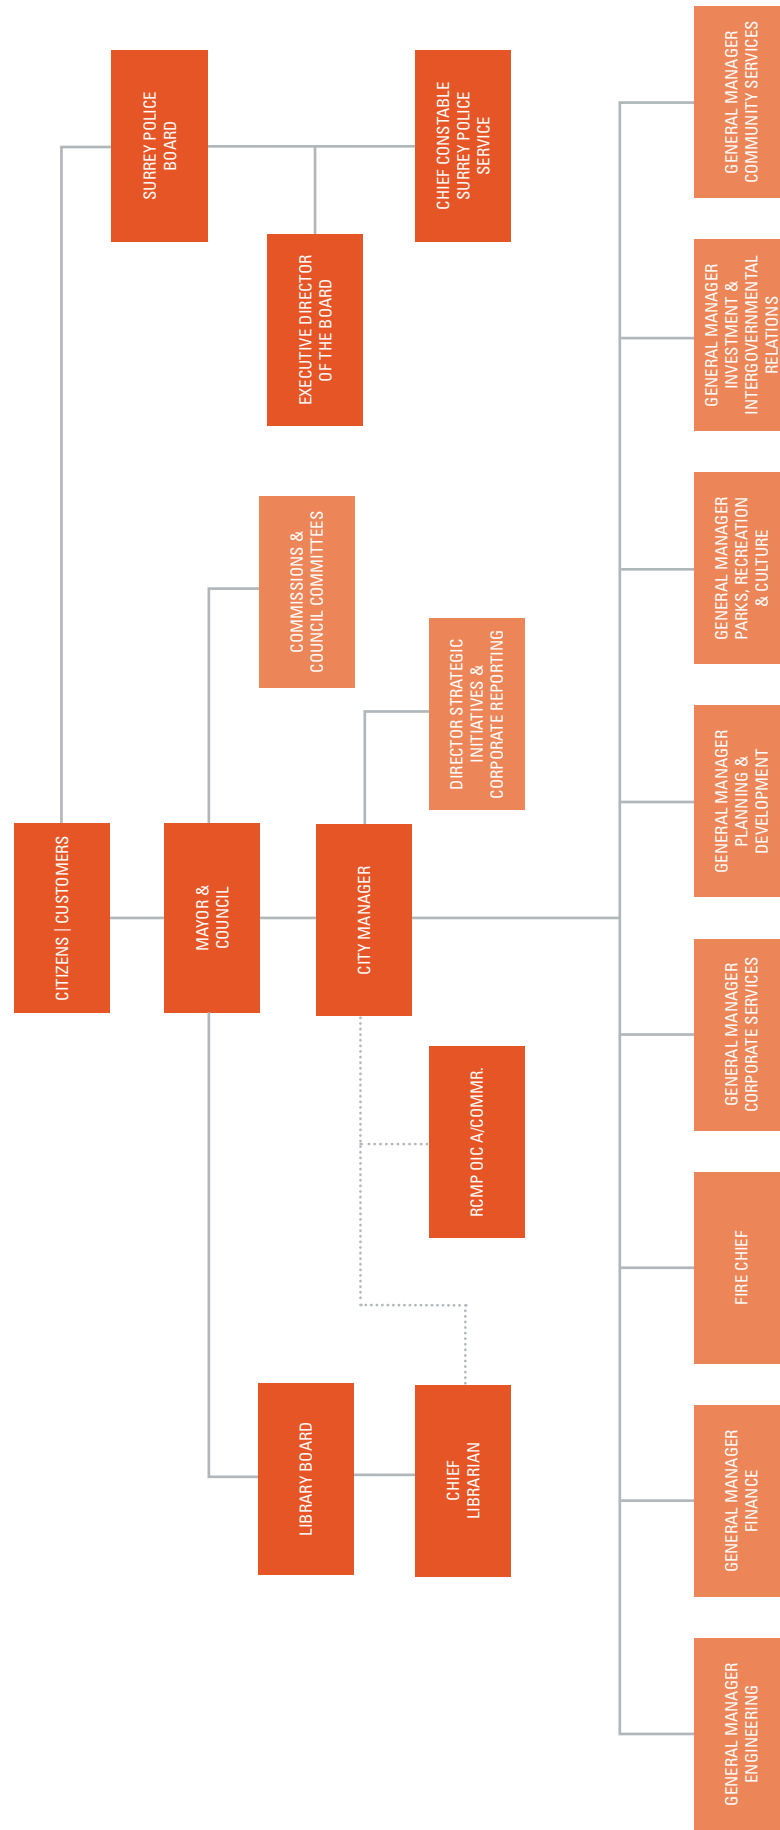 CITIZENS | CUSTOMERS
SURREY POLICE
BOARD
MAYOR &
COUNCIL
EXECUTIVE DIRECTOR
OF THE BOARD
CHIEF CONSTABLE
SURREY POLICE
SERVICE
LIBRARY BOARD
COMMISSIONS &
COUNCIL COMMITTEES
CITY MANAGER
CHIEF
LIBRARIAN
RCMP OIC A/COMMR.
DIRECTOR STRATEGIC
INITIATIVES &
CORPORATE REPORTING
GENERAL MANAGER
ENGINEERING
GENERAL MANAGER
FINANCE
FIRE CHIEF
GENERAL MANAGER
CORPORATE SERVICES
GENERAL MANAGER
PLANNING &
DEVELOPMENT
GENERAL MANAGER
PARKS, RECREATION
& CULTURE
GENERAL MANAGER
INVESTMENT &
INTERGOVERNMENTAL
RELATIONS
GENERAL MANAGER
COMMUNITY SERVICES